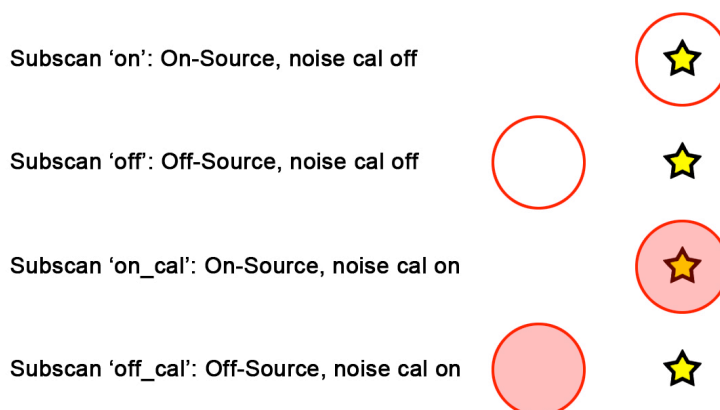 Subscan ‘on’: On-Source, noise cal off
Subscan ‘off’: Off-Source, noise cal off
Subscan ‘on_cal’: On-Source, noise cal on
Subscan ‘off_cal’: Off-Source, noise cal on